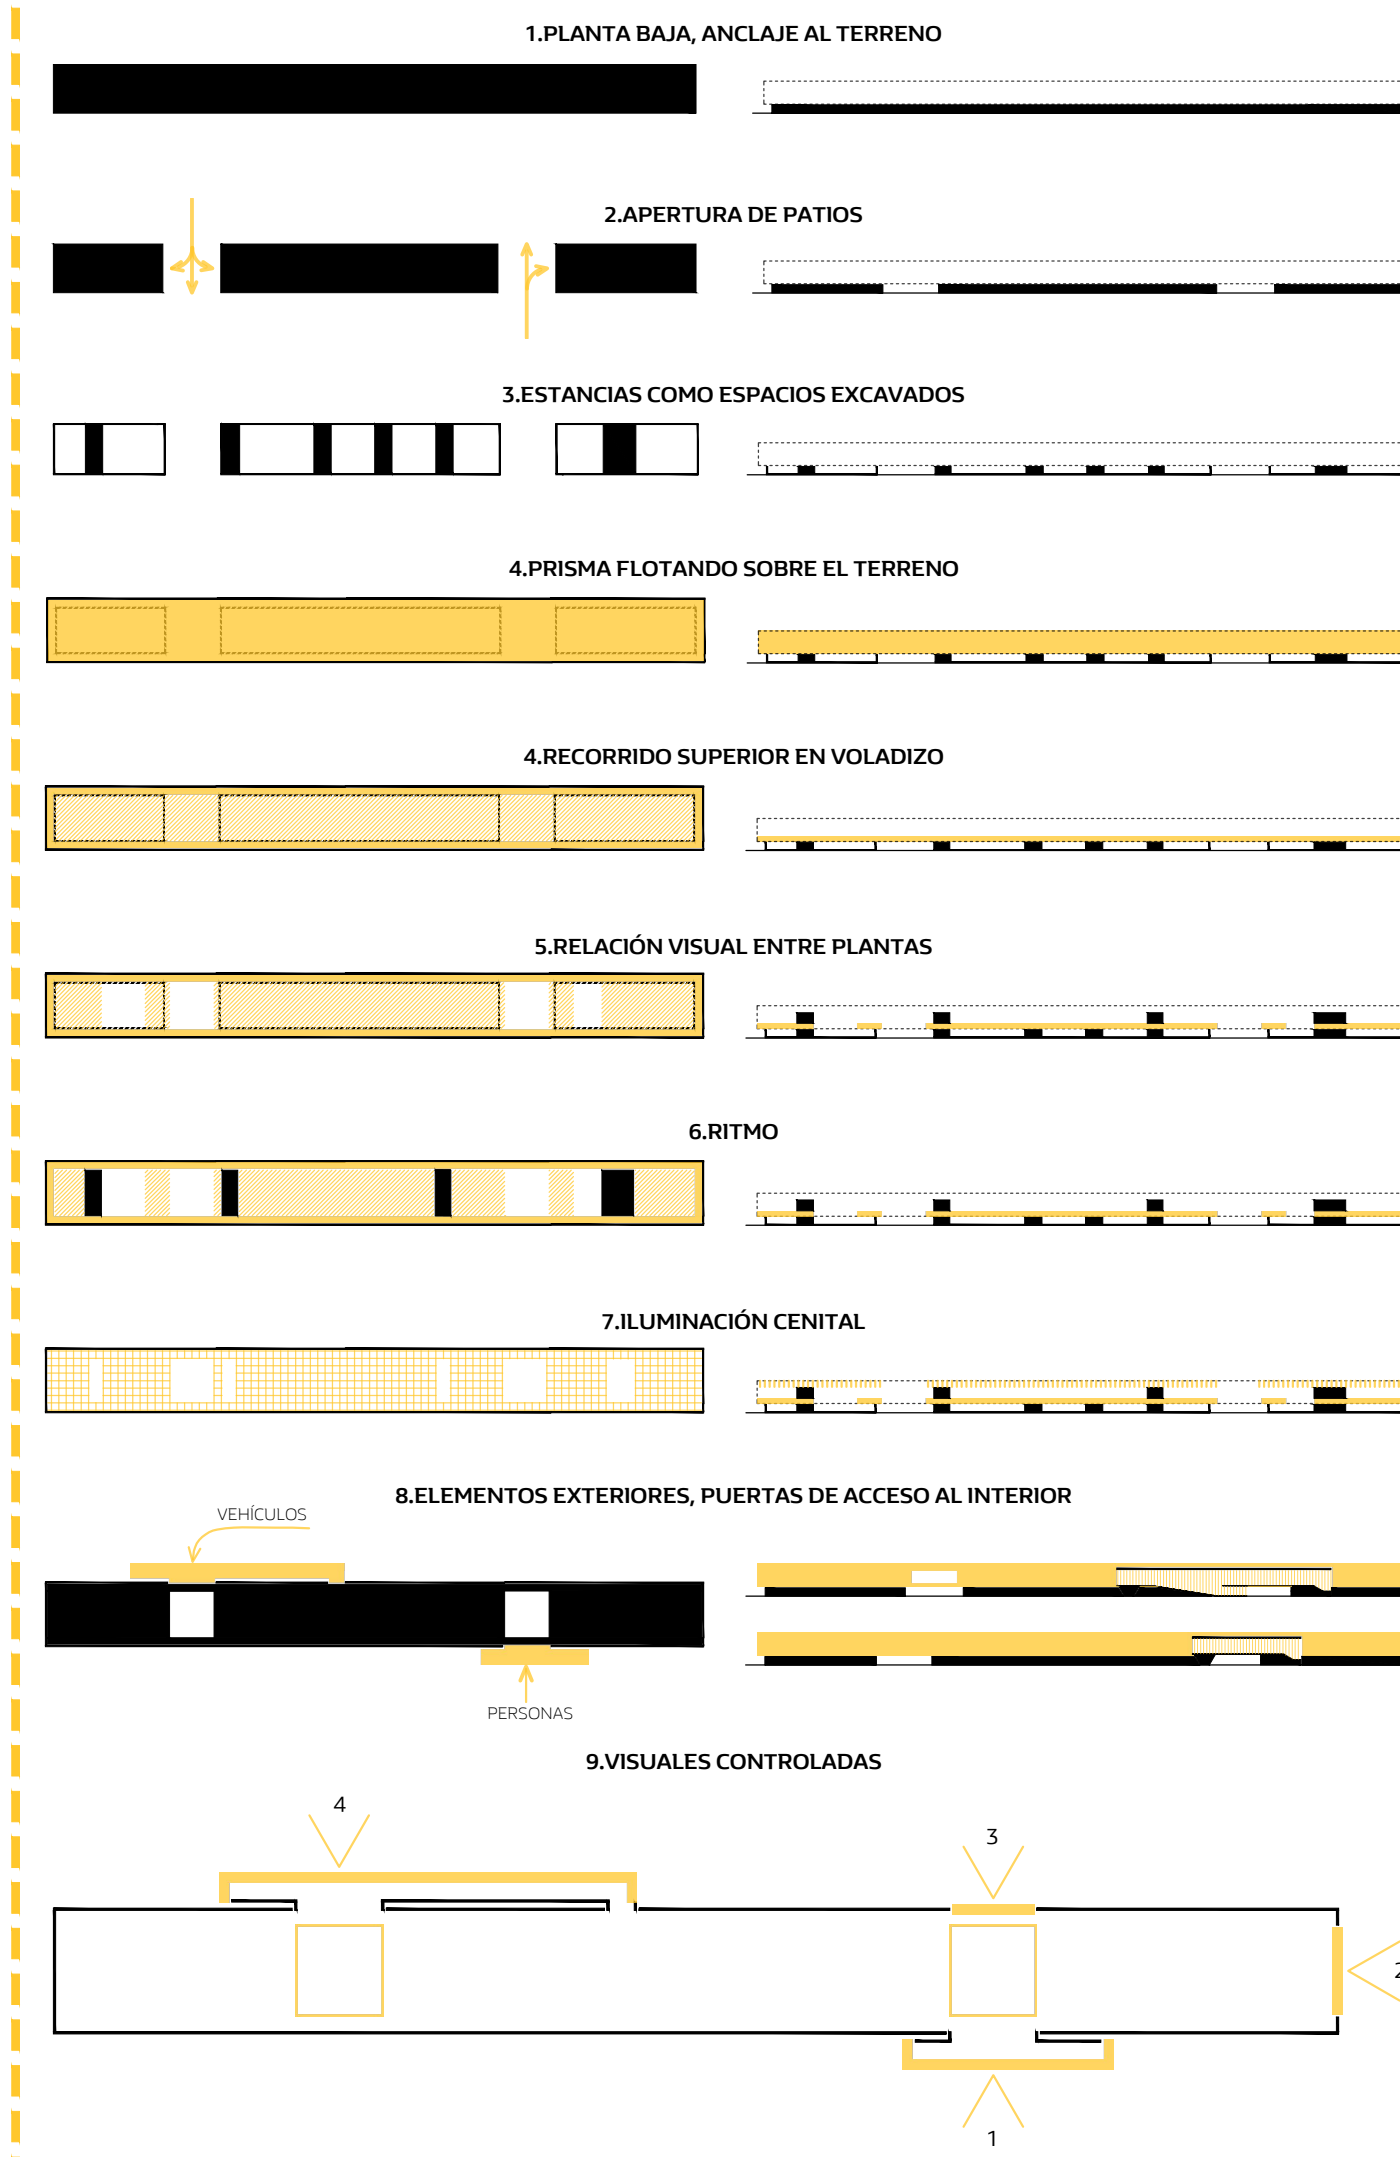 1.PLANTA BAJA, ANCLAJE AL TERRENO
2.APERTURA DE PATIOS
3.ESTANCIAS COMO ESPACIOS EXCAVADOS
4.PRISMA FLOTANDO SOBRE EL TERRENO
4.RECORRIDO SUPERIOR EN VOLADIZO
5.RELACIÓN VISUAL ENTRE PLANTAS
6.RITMO
7.ILUMINACIÓN CENITAL
8.ELEMENTOS EXTERIORES, PUERTAS DE ACCESO AL INTERIOR
VEHÍCULOS
PERSONAS
9.VISUALES CONTROLADAS
4
3
2
1